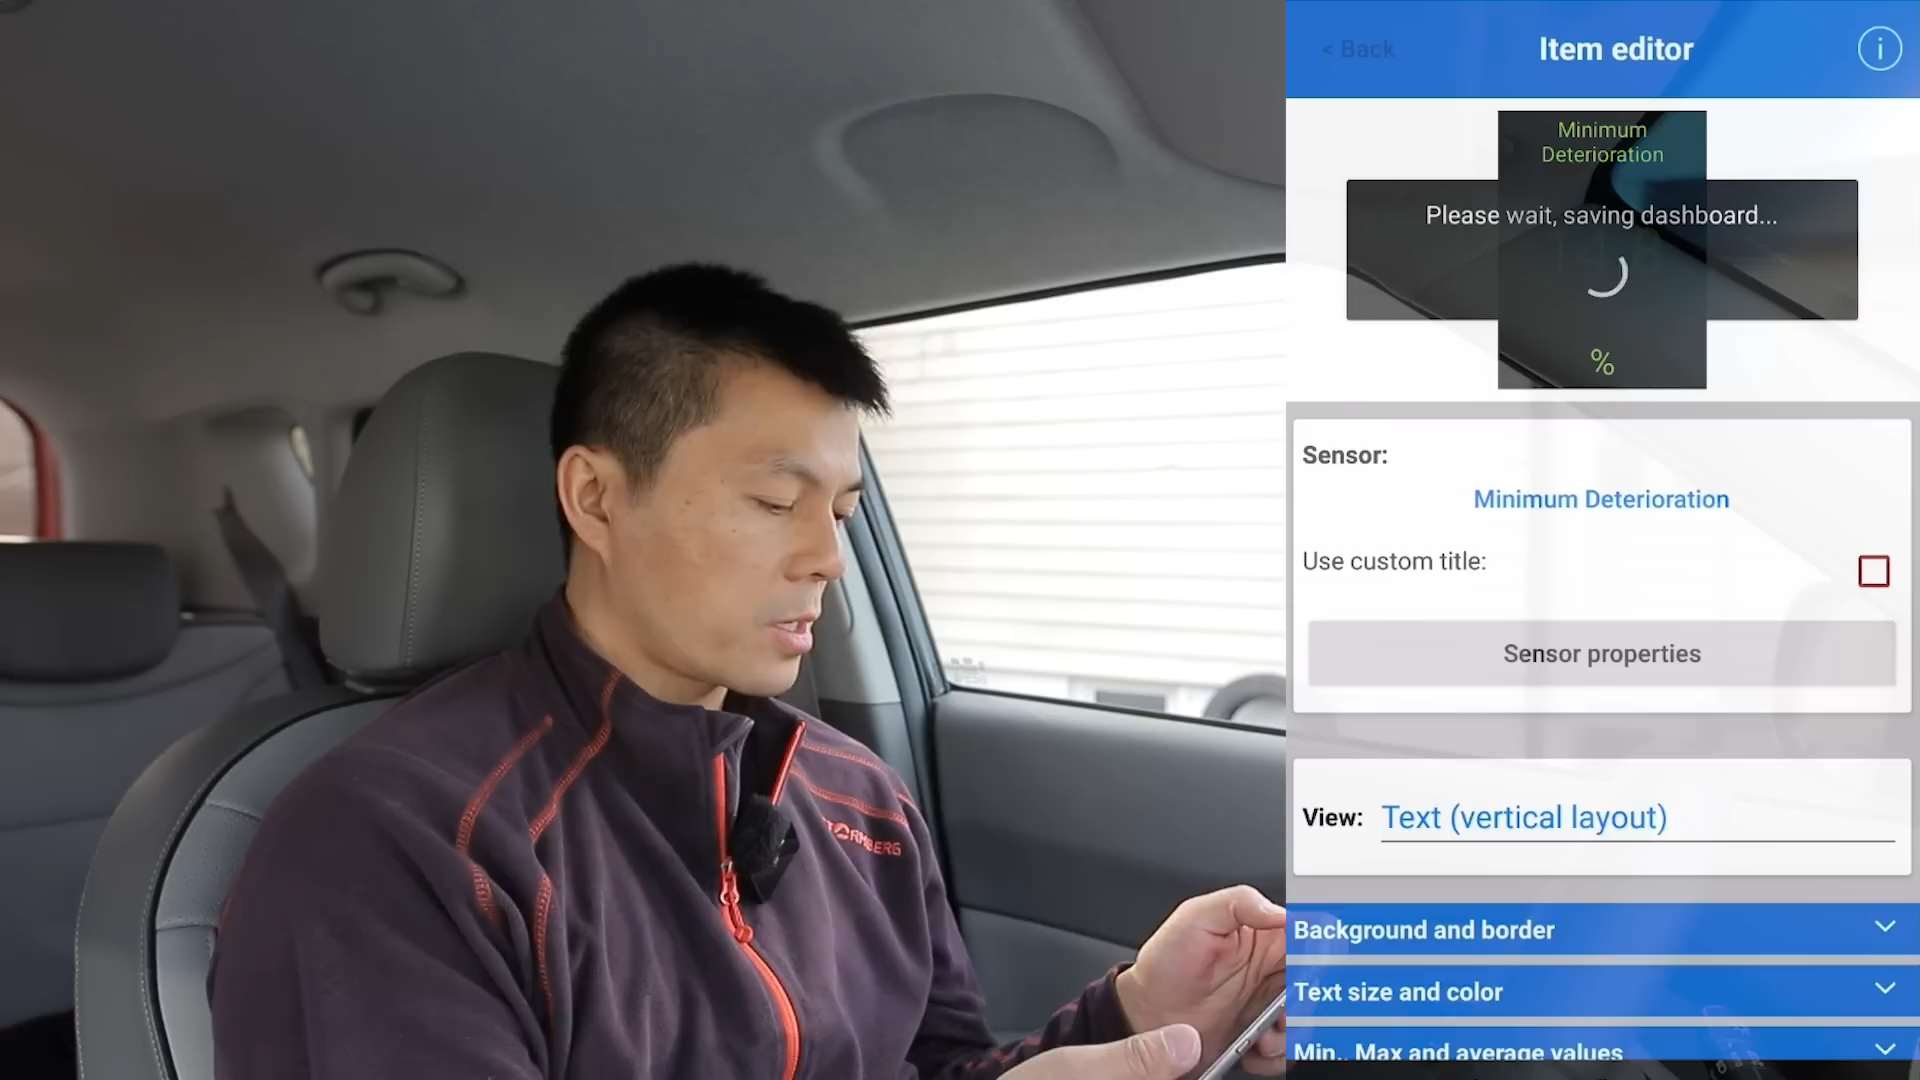 < Back
Item editor
i
Minimum
Deterioration
Please wait, saving dashboard...
%
Sensor:
Minimum Deterioration
Use custom title:
Sensor properties
View: Text (vertical layout)
Background and border
Text size and color
Min., Max and average values